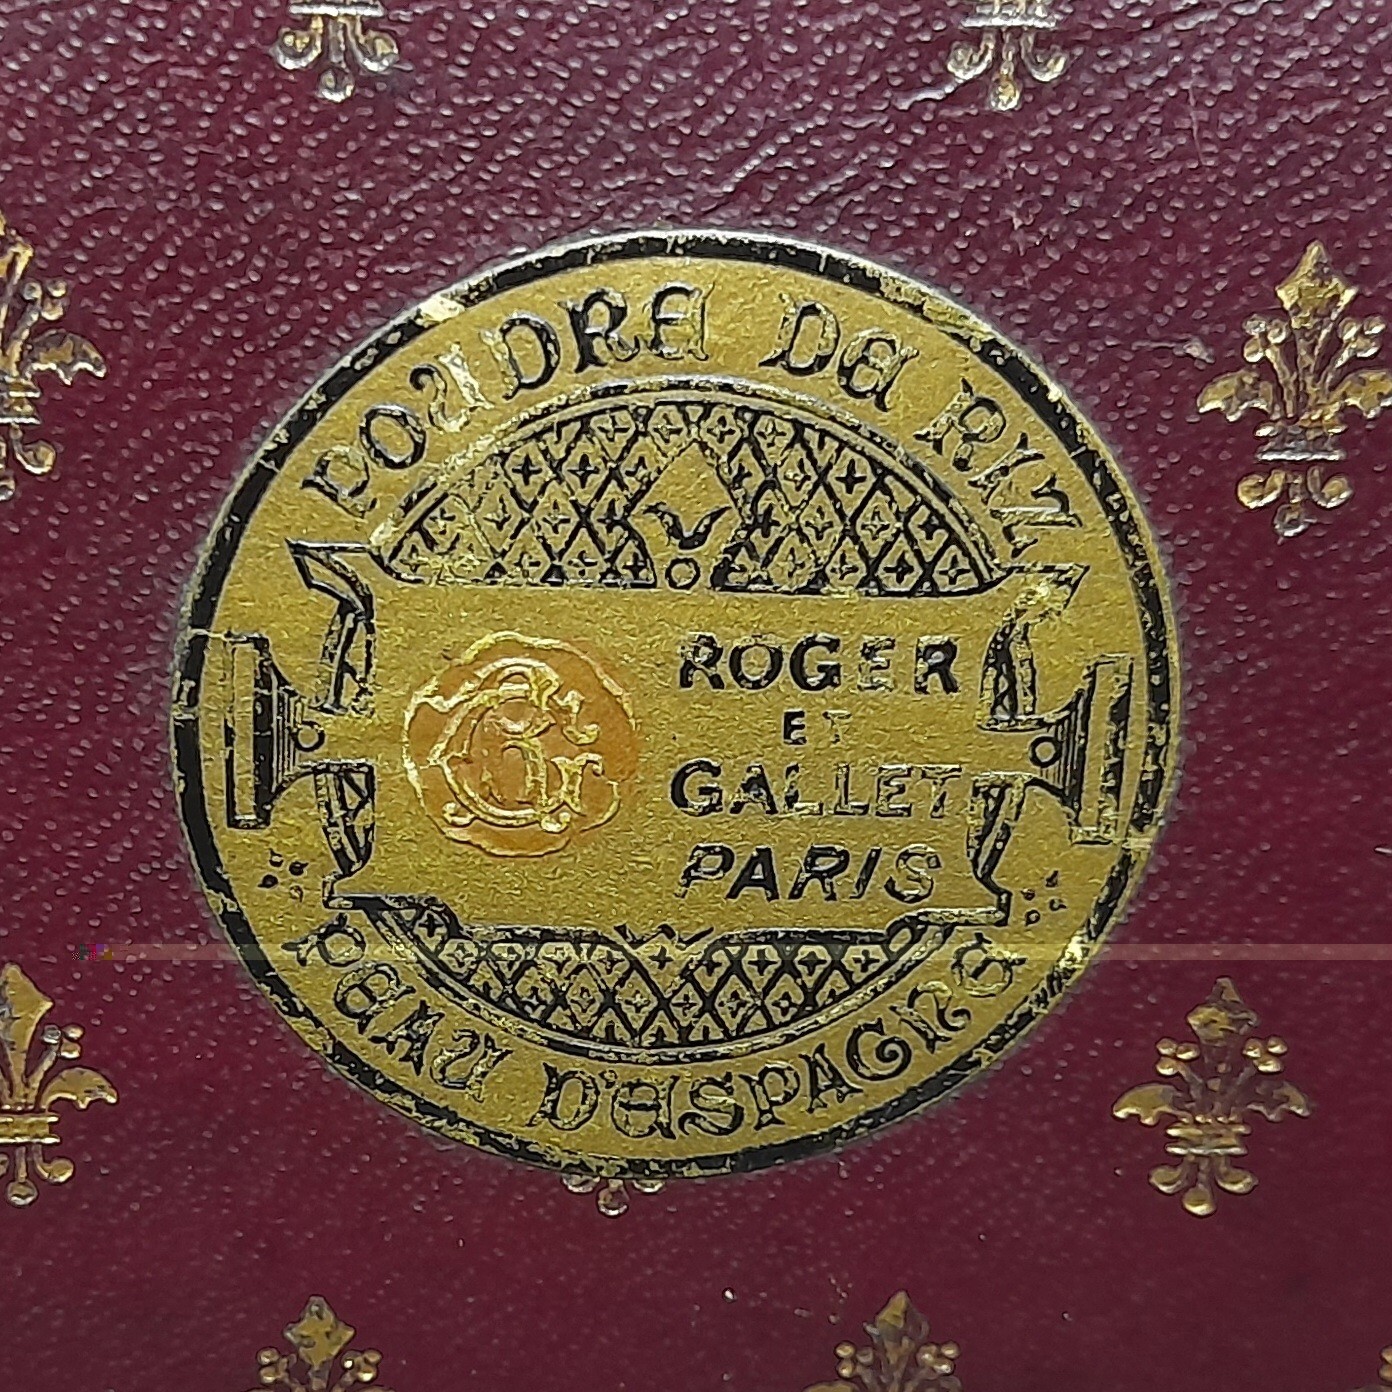 POUDRE DE RIZ
ROGER
ET
GALLET
PARIS
PEAU D'ESPAGNE